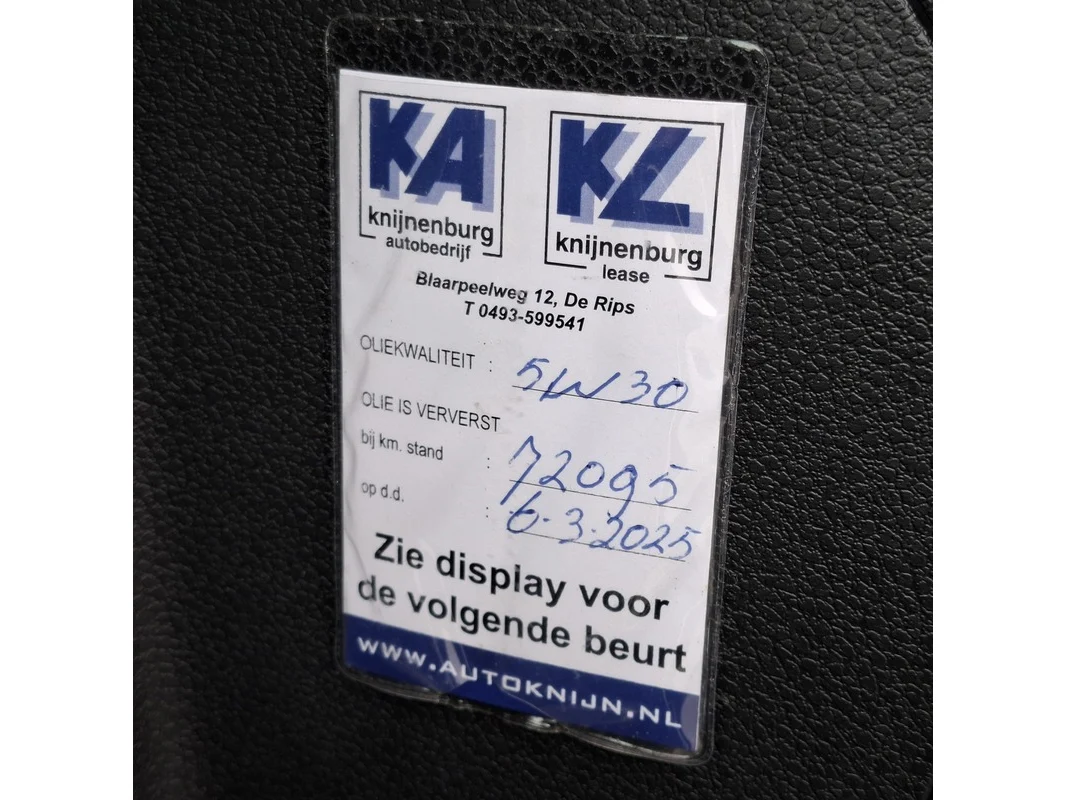 KA
knijnenburg
autobedrijf
KL
knijnenburg
lease
Blaarpeelweg 12, De Rips
T 0493-599541
OLIEKWALITEIT : 5W30
OLIE IS VERVERST
bij km. stand : 72095
op d.d. : 6-3-2025
Zie display voor
de volgende beurt
WWW.AUTOKNIJN.NL